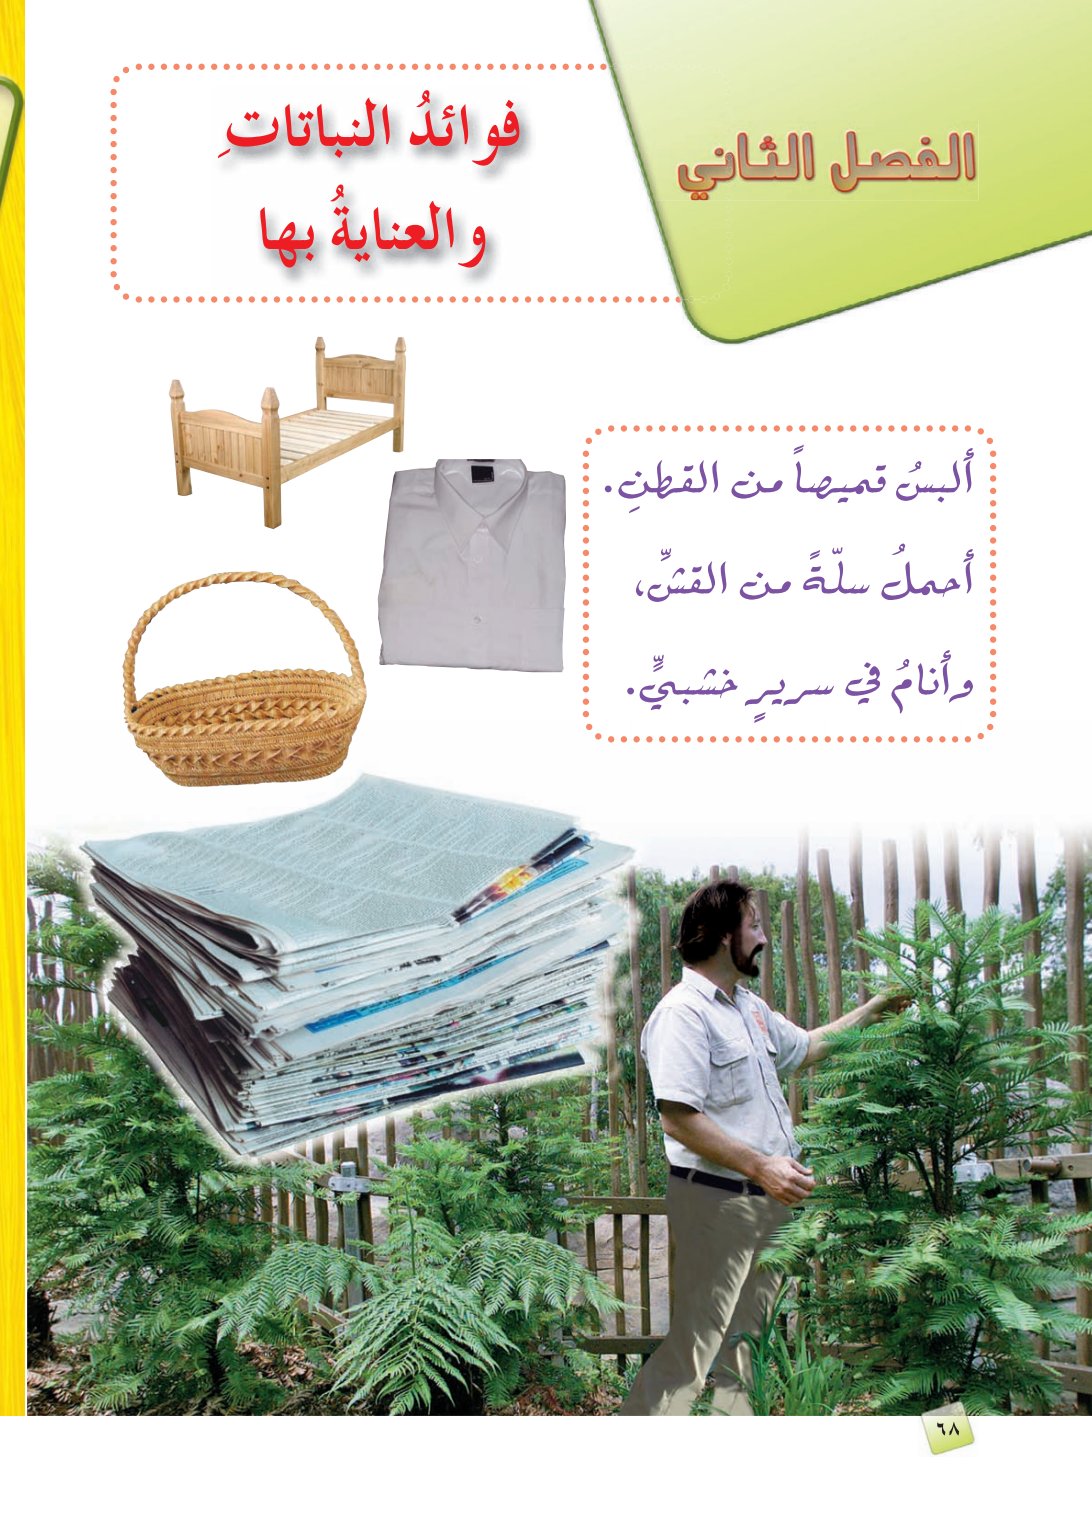 الفصل الثاني
فوائدُ النباتاتِ
والعنايةُ بها
ألبسُ قميصاً من القطنِ.
أحملُ سلّةً من القشِّ،
وأنامُ في سريرٍ خشبيٍّ.
٦٨